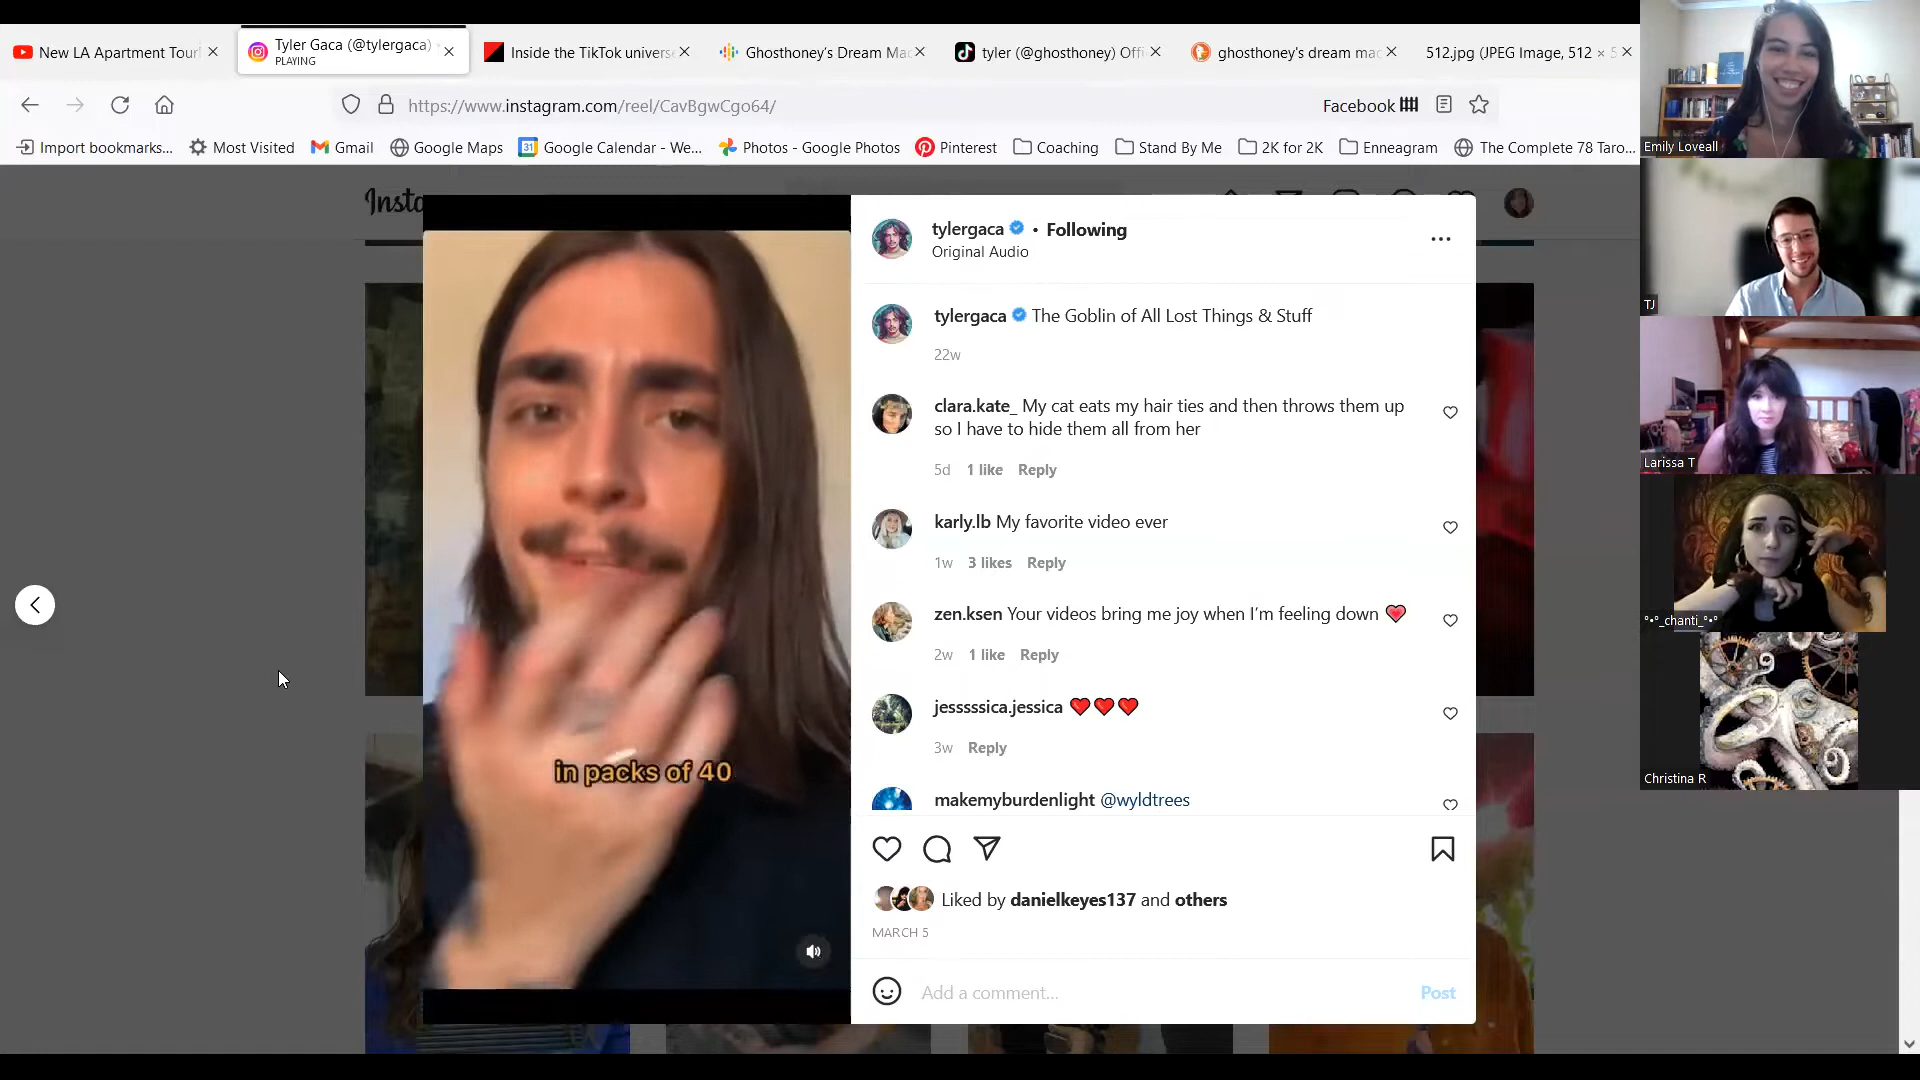 New LA Apartment Tour
Tyler Gaca (@tylergaca)
PLAYING
Inside the TikTok universe
Ghosthoney's Dream Mac
tyler (@ghosthoney) Offi
ghosthoney's dream mac
512.jpg (JPEG Image, 512 × 5
https://www.instagram.com/reel/CavBgwCgo64/
Facebook
Import bookmarks...
Most Visited
Gmail
Google Maps
31
Google Calendar - We...
Photos - Google Photos
Pinterest
Coaching
Stand By Me
2K for 2K
Enneagram
The Complete 78 Taro...
Insta
tylergaca • Following
Original Audio
tylergaca The Goblin of All Lost Things & Stuff
22w
clara.kate_ My cat eats my hair ties and then throws them up
so I have to hide them all from her
5d 1 like Reply
karly.lb My favorite video ever
1w 3 likes Reply
zen.ksen Your videos bring me joy when I'm feeling down ❤️
2w 1 like Reply
jesssssica.jessica ❤️❤️❤️
3w Reply
makemyburdenlight @wyldtrees
Liked by danielkeyes137 and others
MARCH 5
Add a comment...
Post
in packs of 40
Emily Loveall
TJ
Larissa T
°•°_chanti_°•°
Christina R